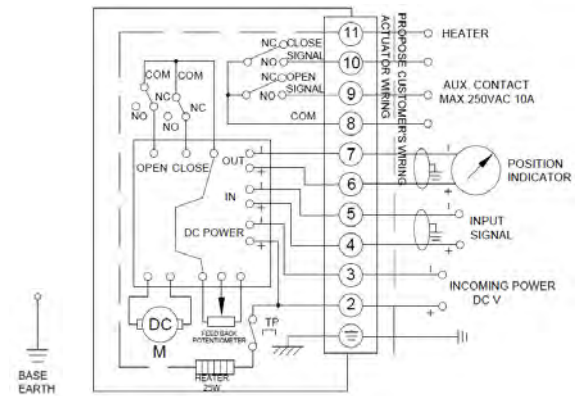 11
HEATER
NC
CLOSE
NO
SIGNAL
10
NC
OPEN
NO
SIGNAL
9
AUX. CONTACT
MAX 250VAC 10A
COM
8
ACTUATOR WIRING
PROPOSE CUSTOMER'S WIRING
COM
COM
NC
NC
NO
NO
OPEN CLOSE
OUT
-
+
7
-
6
+
POSITION
INDICATOR
IN
-
+
5
-
4
+
INPUT
SIGNAL
DC POWER
-
+
3
-
2
+
INCOMING POWER
DC V
DC
M
FEED BACK
POTENTIOMETER
TP
HEATER
25W
BASE
EARTH